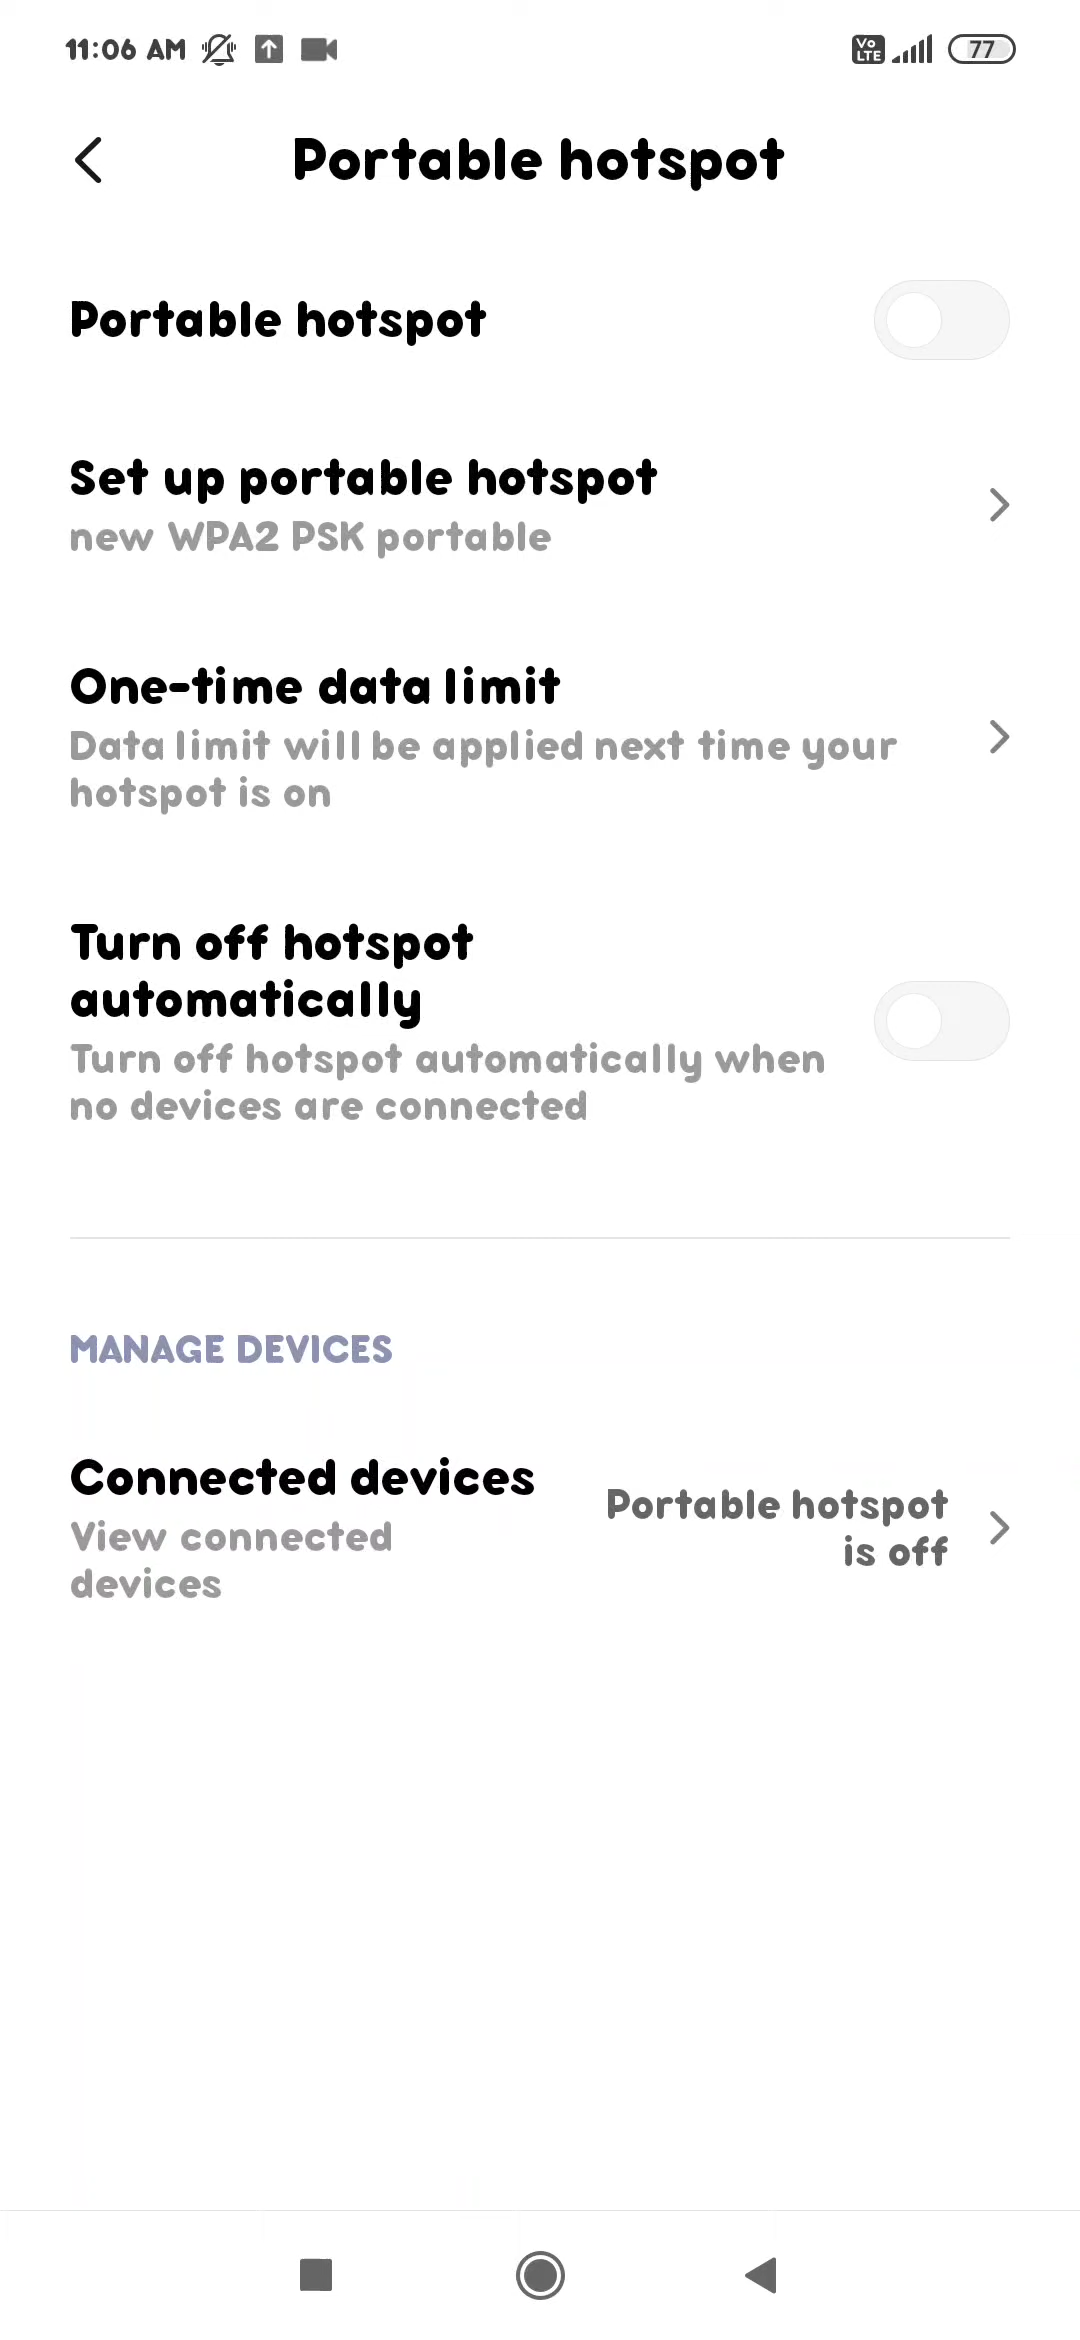 11:06 AM
Vo LTE
77
Portable hotspot
Portable hotspot
Set up portable hotspot
new WPA2 PSK portable
One-time data limit
Data limit will be applied next time your
hotspot is on
Turn off hotspot
automatically
Turn off hotspot automatically when
no devices are connected
MANAGE DEVICES
Connected devices
View connected
devices
Portable hotspot
is off